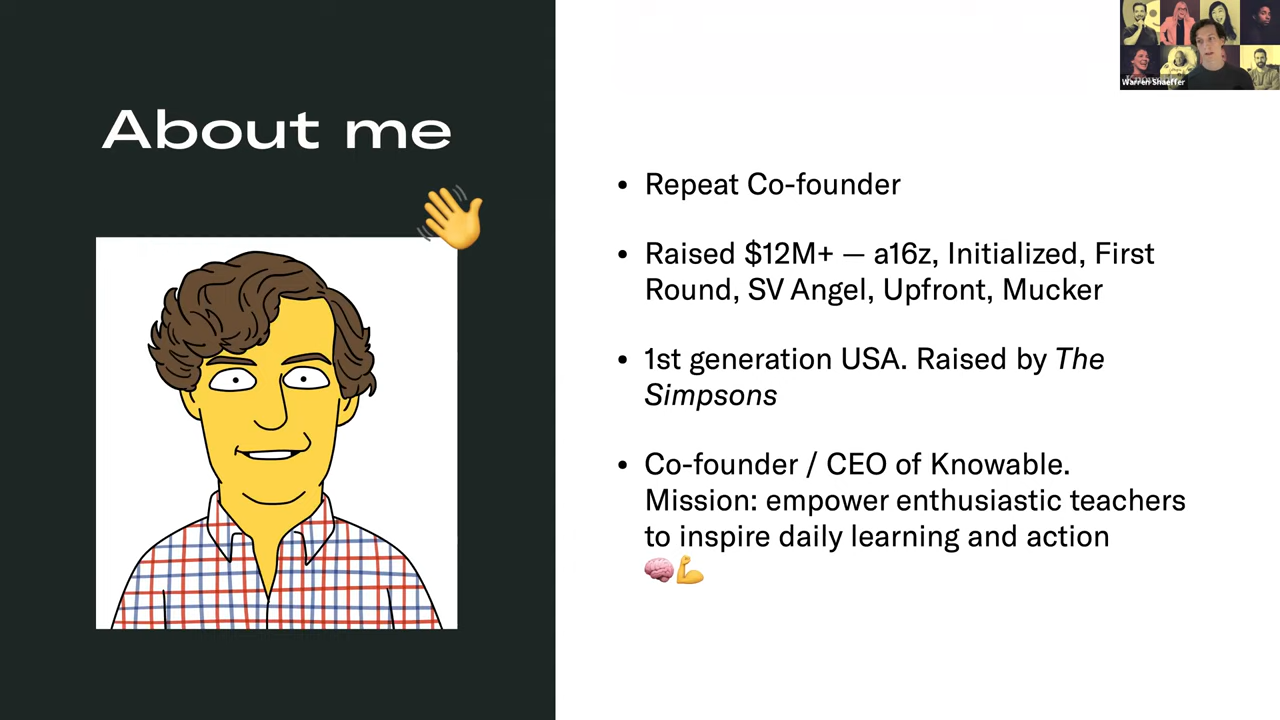 About me
Repeat Co-founder
Raised $12M+ — a16z, Initialized, First
Round, SV Angel, Upfront, Mucker
1st generation USA. Raised by The
Simpsons
Co-founder / CEO of Knowable.
Mission: empower enthusiastic teachers
to inspire daily learning and action
Warren Shaeffer